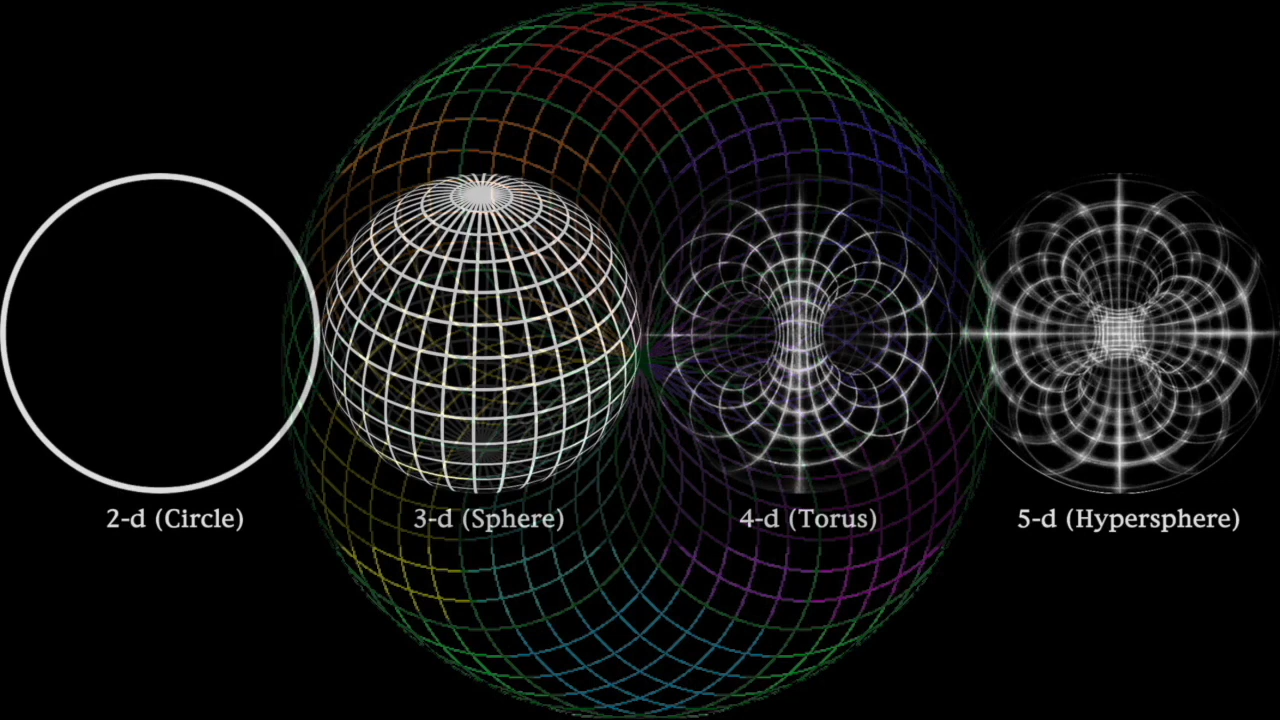 2-d (Circle)
3-d (Sphere)
4-d (Torus)
5-d (Hypersphere)